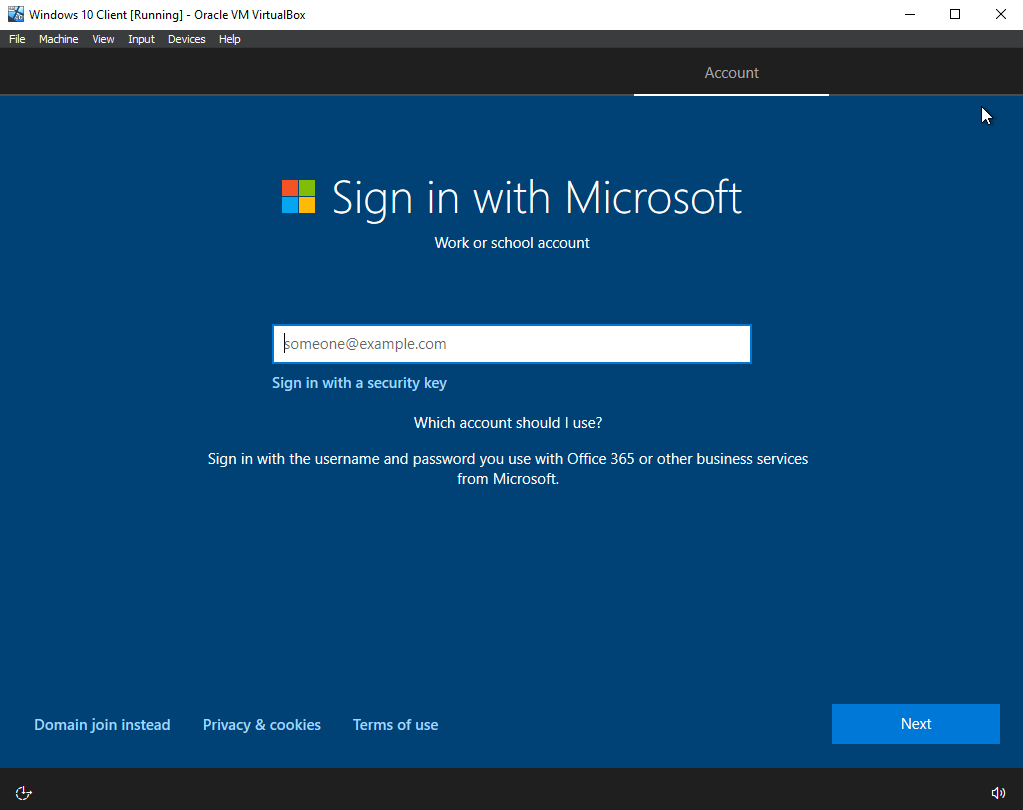 Windows 10 Client [Running] - Oracle VM VirtualBox
File Machine View Input Devices Help
Account
Sign in with Microsoft
Work or school account
someone@example.com
Sign in with a security key
Which account should I use?
Sign in with the username and password you use with Office 365 or other business services
from Microsoft.
Domain join instead Privacy & cookies Terms of use Next